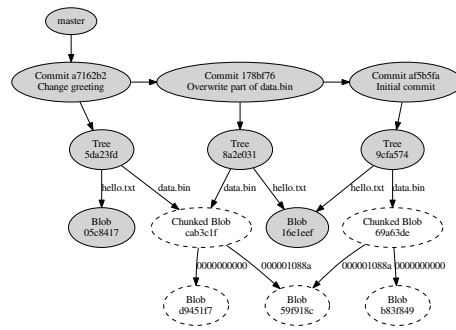 master
Commit a7162b2
Change greeting
Commit 178bf76
Overwrite part of data.bin
Commit af5b5fa
Initial commit
Tree
5da23fd
Tree
8a2e031
Tree
9cfa574
hello.txt
data.bin
data.bin
hello.txt
hello.txt
data.bin
Blob
05c8417
Chunked Blob
cab3c1f
Blob
16e1eef
Chunked Blob
69a63de
0000000000
000001088a
000001088a
0000000000
Blob
d9451f7
Blob
59f918c
Blob
b83f849